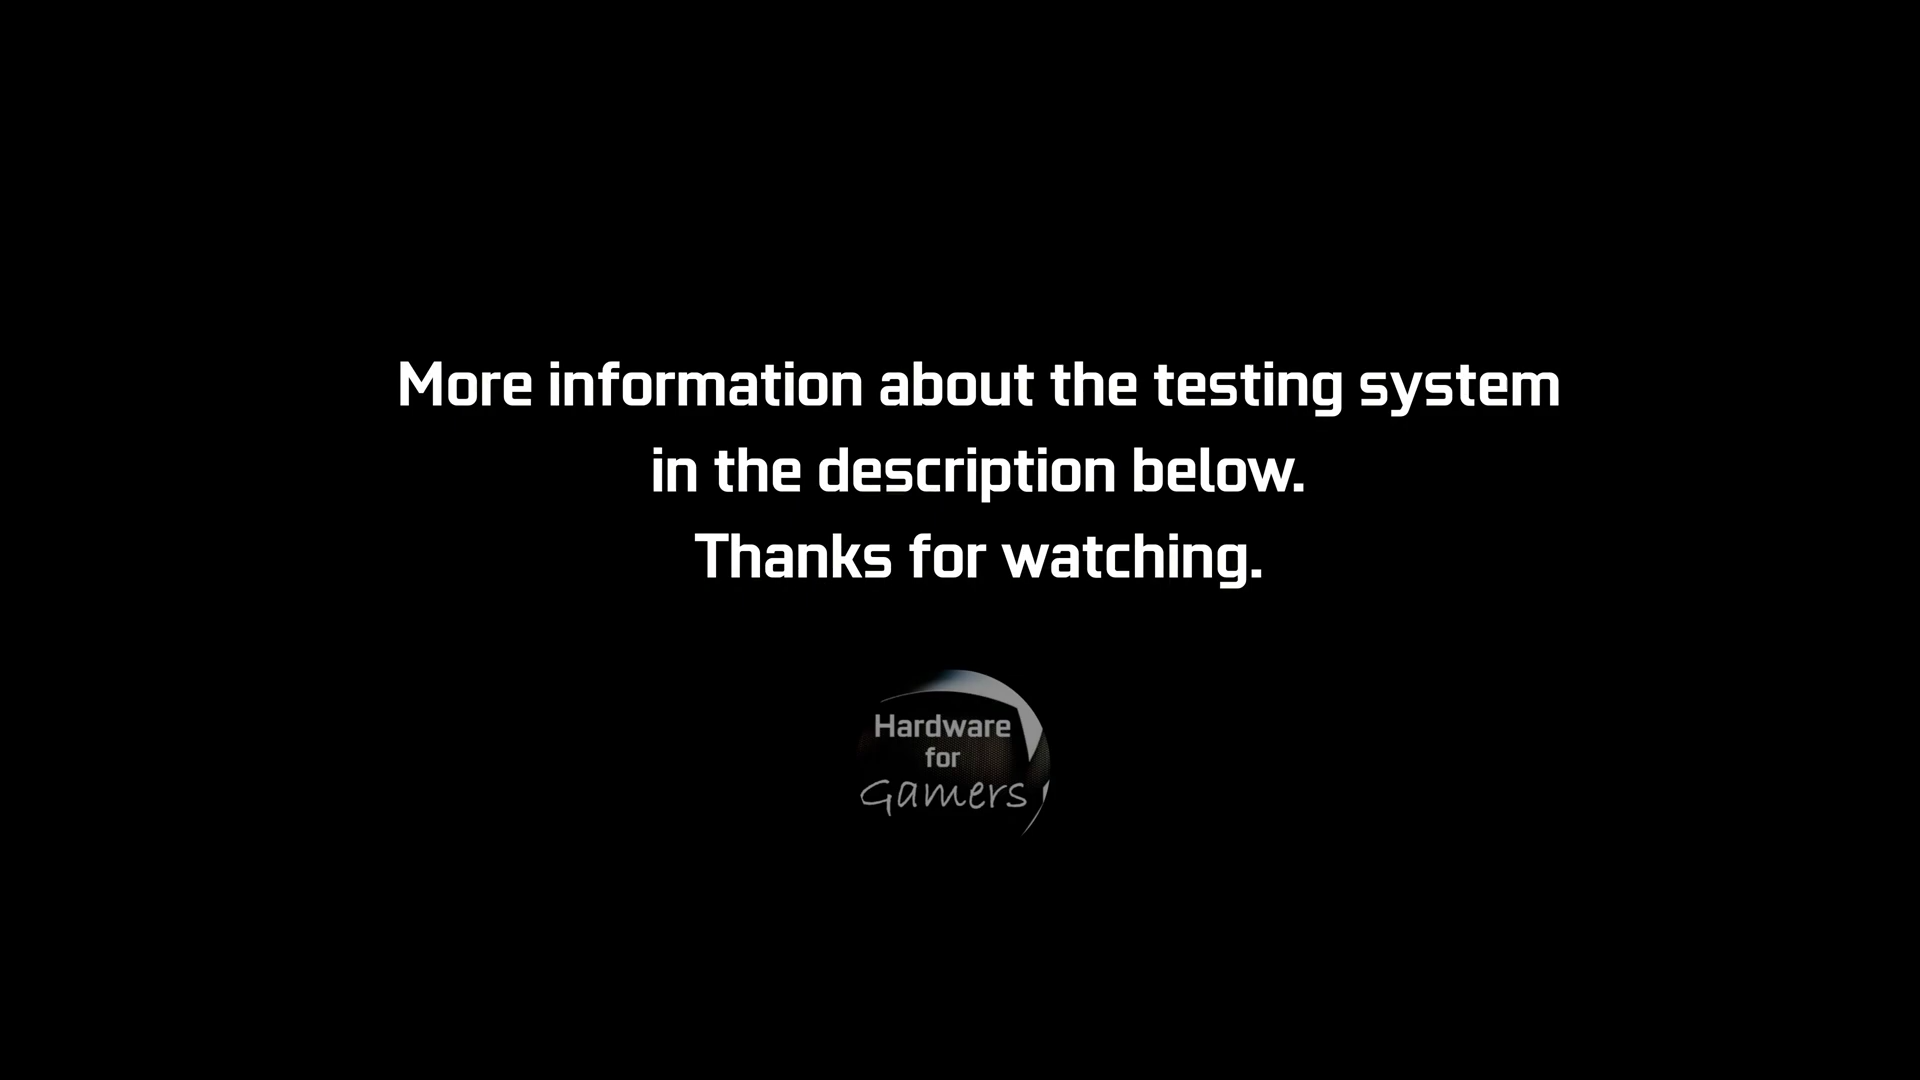 More information about the testing system
in the description below.
Thanks for watching.
Hardware
for
Gamers